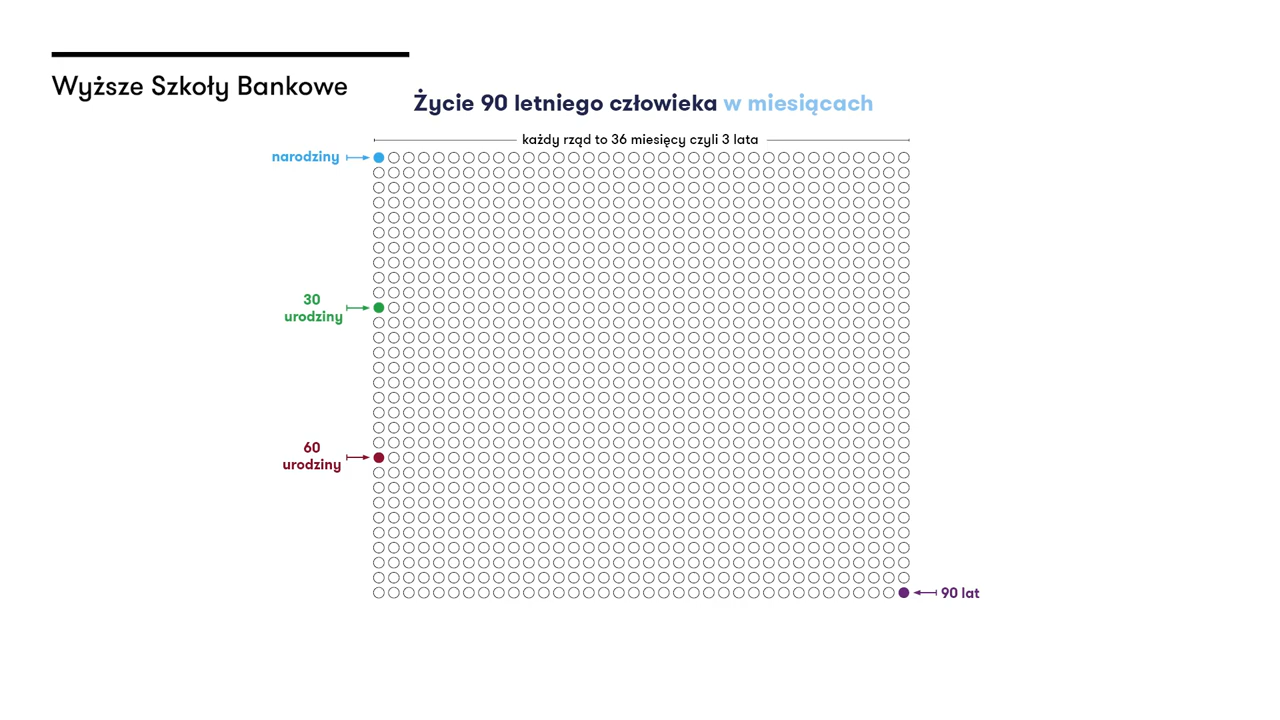 Wyższe Szkoły Bankowe
Życie 90 letniego człowieka w miesiącach
każdy rząd to 36 miesięcy czyli 3 lata
narodziny
30
urodziny
60
urodziny
90 lat